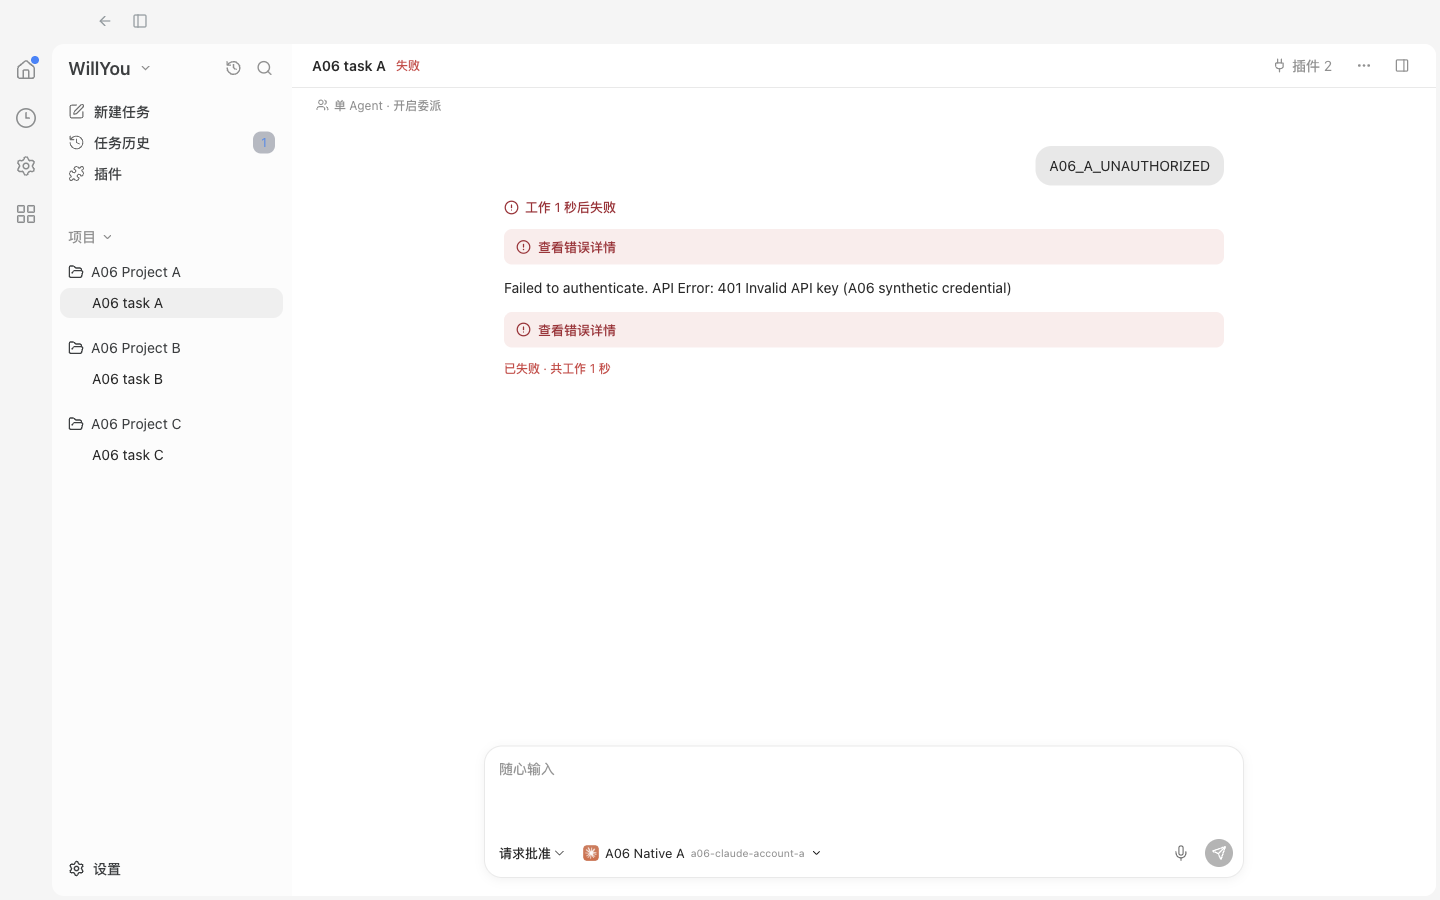 WillYou
新建任务
任务历史 1
插件
项目
A06 Project A
A06 task A
A06 Project B
A06 task B
A06 Project C
A06 task C
设置
A06 task A 失败
插件 2
单 Agent · 开启委派
A06_A_UNAUTHORIZED
工作 1 秒后失败
查看错误详情
Failed to authenticate. API Error: 401 Invalid API key (A06 synthetic credential)
查看错误详情
已失败 · 共工作 1 秒
随心输入
请求批准 A06 Native A a06-claude-account-a